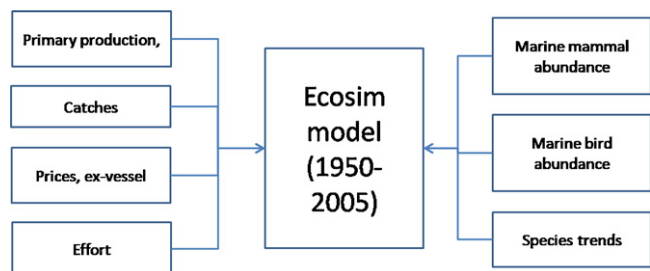 Primary production,
Catches
Prices, ex-vessel
Effort
Ecosim
model
(1950-
2005)
Marine mammal
abundance
Marine bird
abundance
Species trends